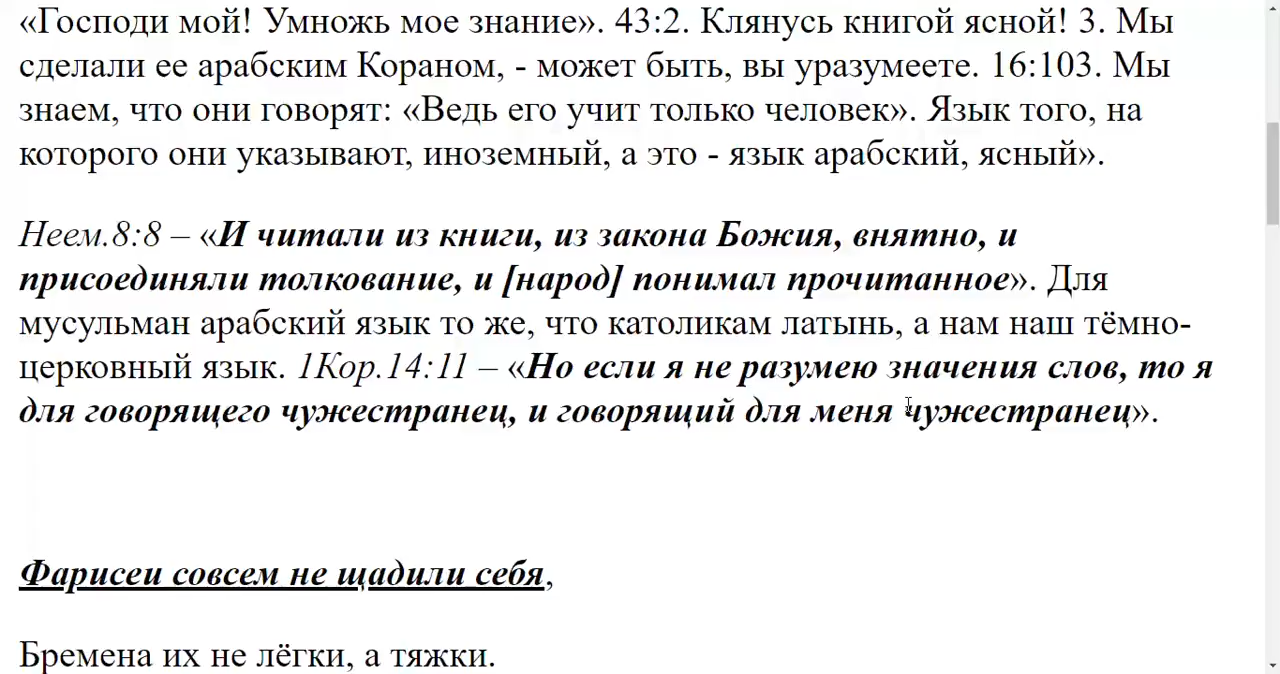 «Господи мой! Умножь мое знание». 43:2. Клянусь книгой ясной! 3. Мы
сделали ее арабским Кораном, - может быть, вы уразумеете. 16:103. Мы
знаем, что они говорят: «Ведь его учит только человек». Язык того, на
которого они указывают, иноземный, а это - язык арабский, ясный».
Неем.8:8 – «И читали из книги, из закона Божия, внятно, и
присоединяли толкование, и [народ] понимал прочитанное». Для
мусульман арабский язык то же, что католикам латынь, а нам наш тёмно-
церковный язык. 1Кор.14:11 – «Но если я не разумею значения слов, то я
для говорящего чужестранец, и говорящий для меня чужестранец».
Фарисеи совсем не щадили себя,
Бремена их не лёгки, а тяжки.